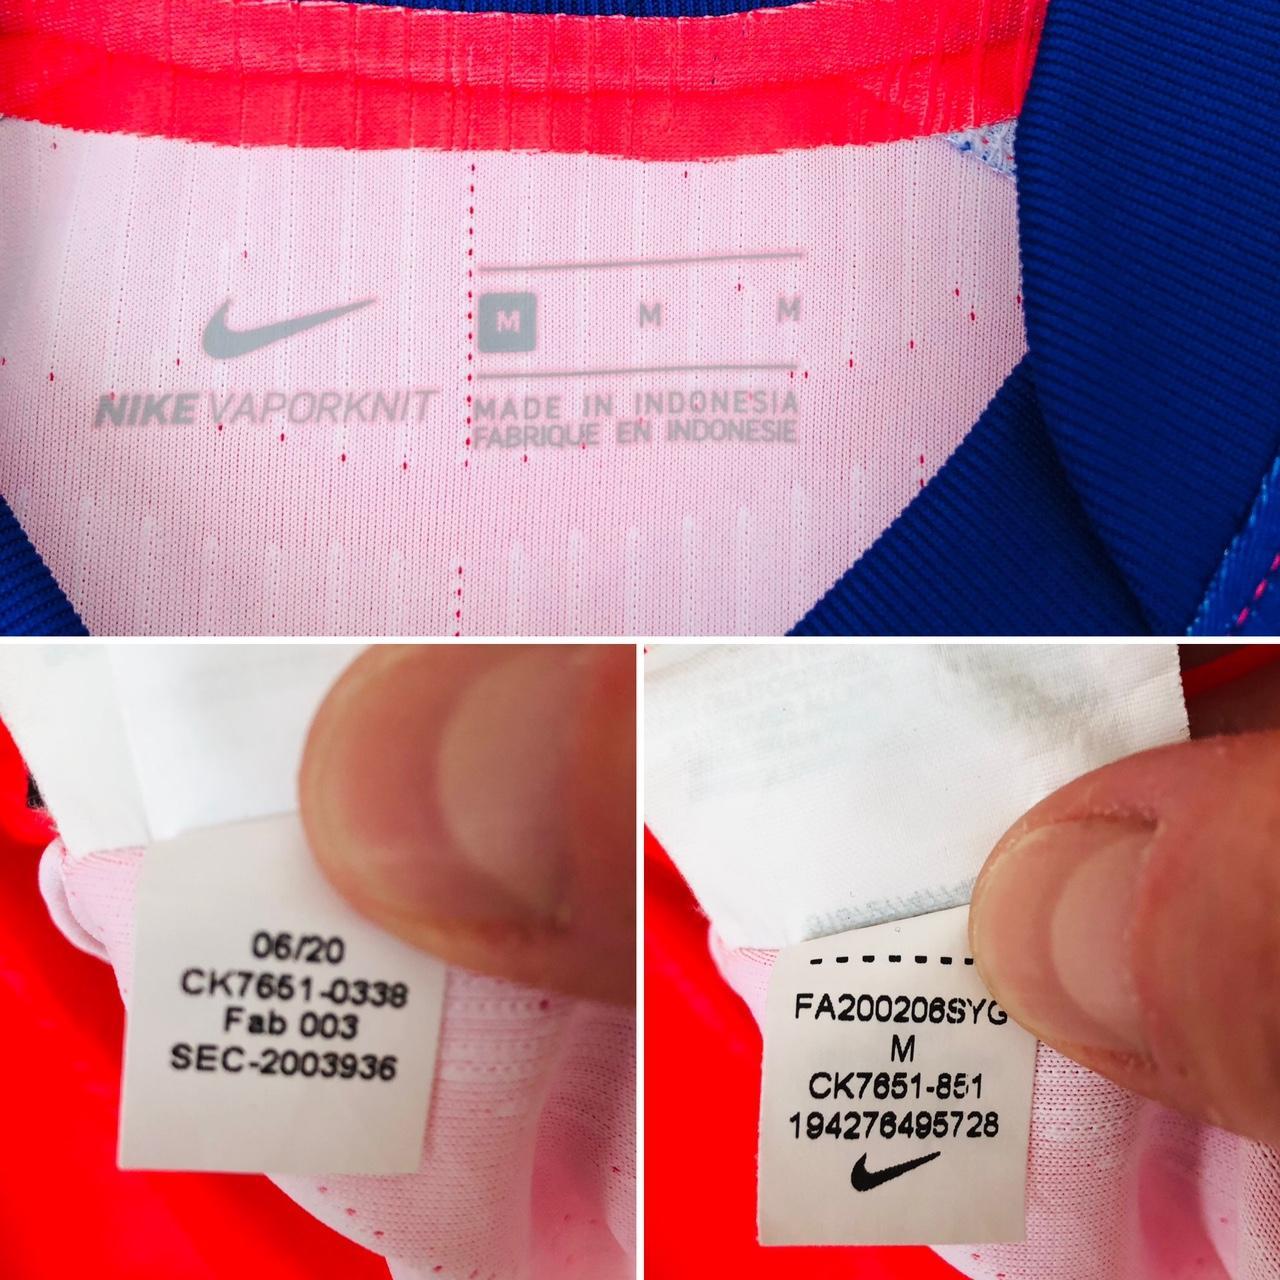 M M M
NIKE VAPORKNIT
MADE IN INDONESIA
FABRIQUE EN INDONESIE
06/20
CK7651-0338
Fab 003
SEC-2003936
FA200206SYG
M
CK7651-851
194276495728